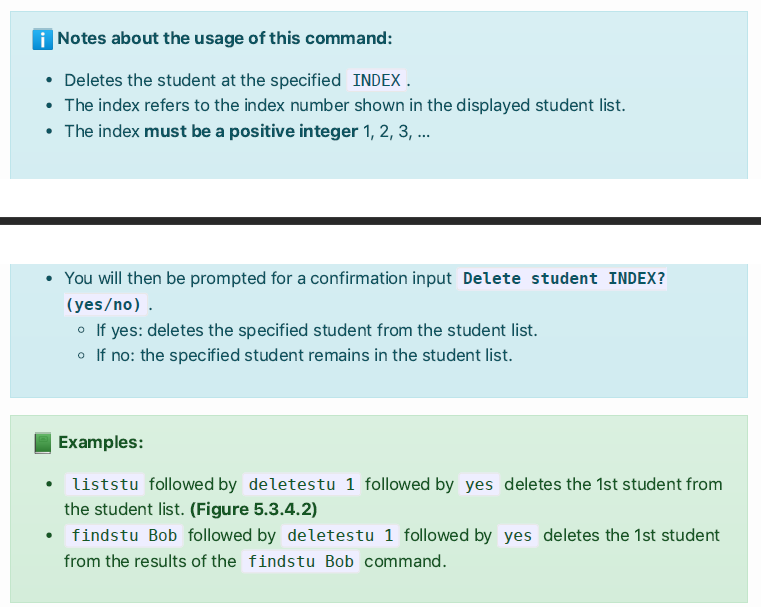 Notes about the usage of this command:
• Deletes the student at the specified INDEX.
• The index refers to the index number shown in the displayed student list.
• The index must be a positive integer 1, 2, 3, ...
• You will then be prompted for a confirmation input Delete student INDEX?
(yes/no).
◦ If yes: deletes the specified student from the student list.
◦ If no: the specified student remains in the student list.
Examples:
• liststu followed by deletestu 1 followed by yes deletes the 1st student from
the student list. (Figure 5.3.4.2)
• findstu Bob followed by deletestu 1 followed by yes deletes the 1st student
from the results of the findstu Bob command.